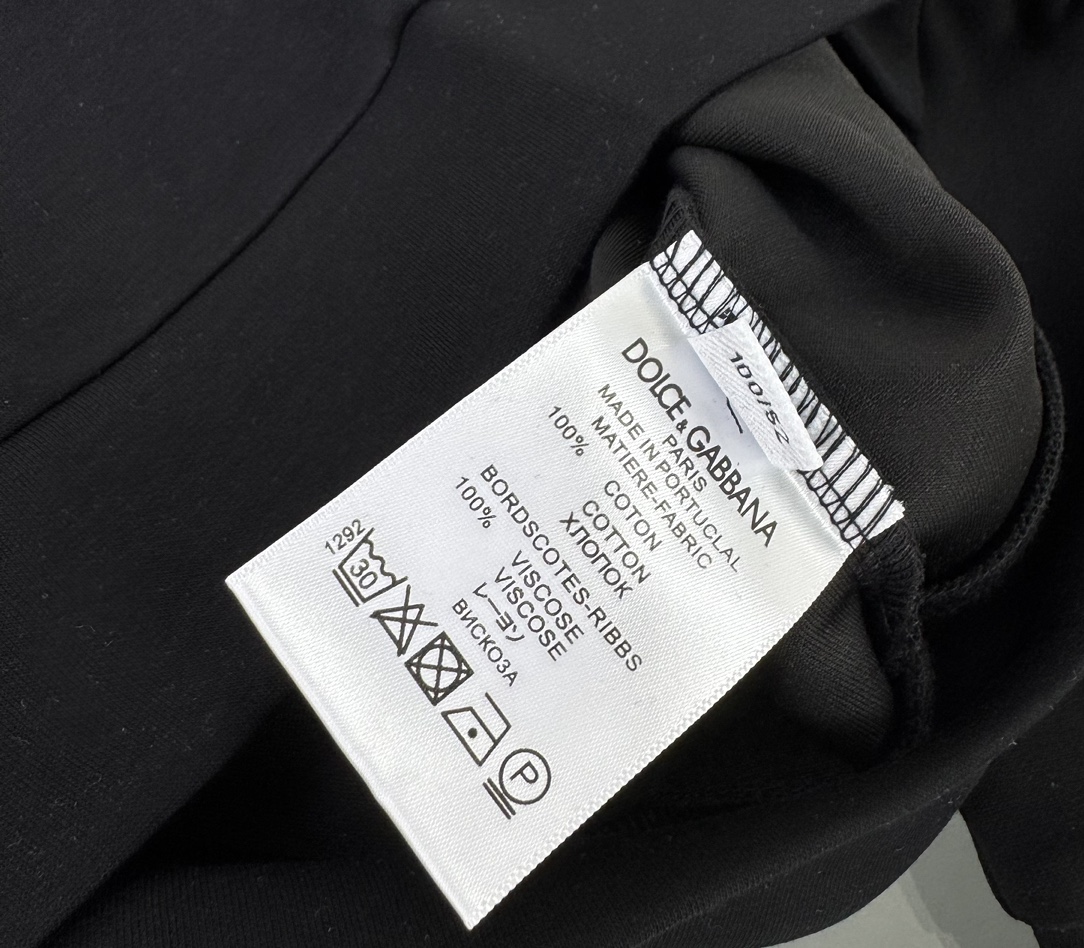 100/52
DOLCE & GABBANA
PARIS
MADE IN PORTUCLAL
MATIERE-FABRIC
100% COTON
COTTON
ХЛОПОК
BORDSCOTES-RIBBS
100% VISCOSE
VISCOSE
レーヨン
ВИСКОЗА
1292
30
P